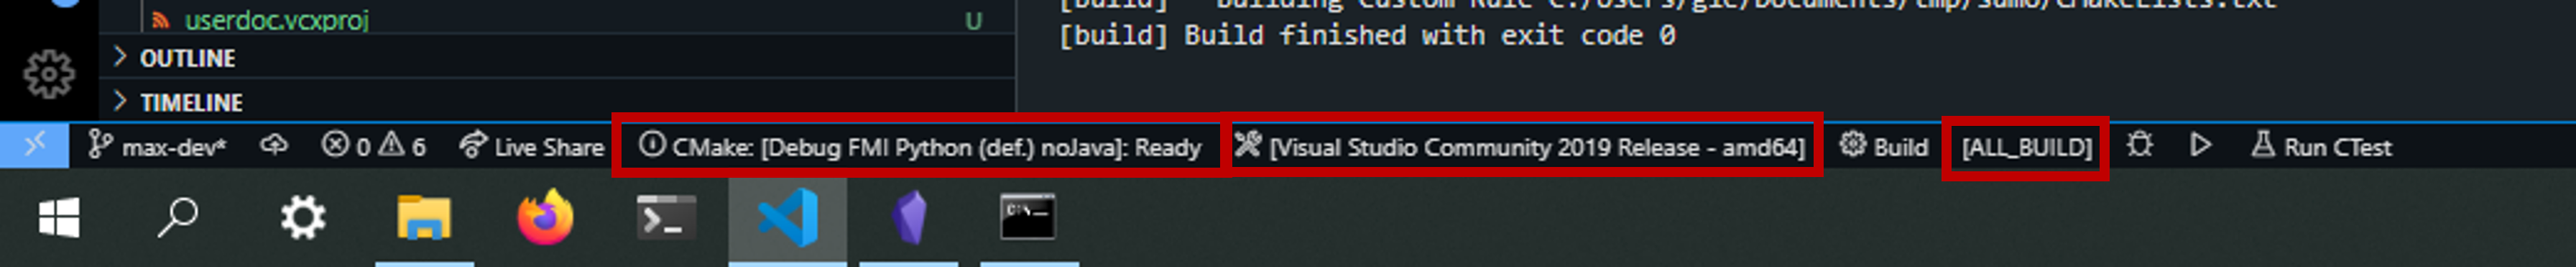 userdoc.vcxproj U
OUTLINE
TIMELINE
[build] Building Custom Rule C:/Users/gic/Documents/tmp/sumo/CMakeLists.txt
[build] Build finished with exit code 0
max-dev* 0 6 Live Share CMake: [Debug FMI Python (def.) noJava]: Ready [Visual Studio Community 2019 Release - amd64] Build [ALL_BUILD] Run CTest